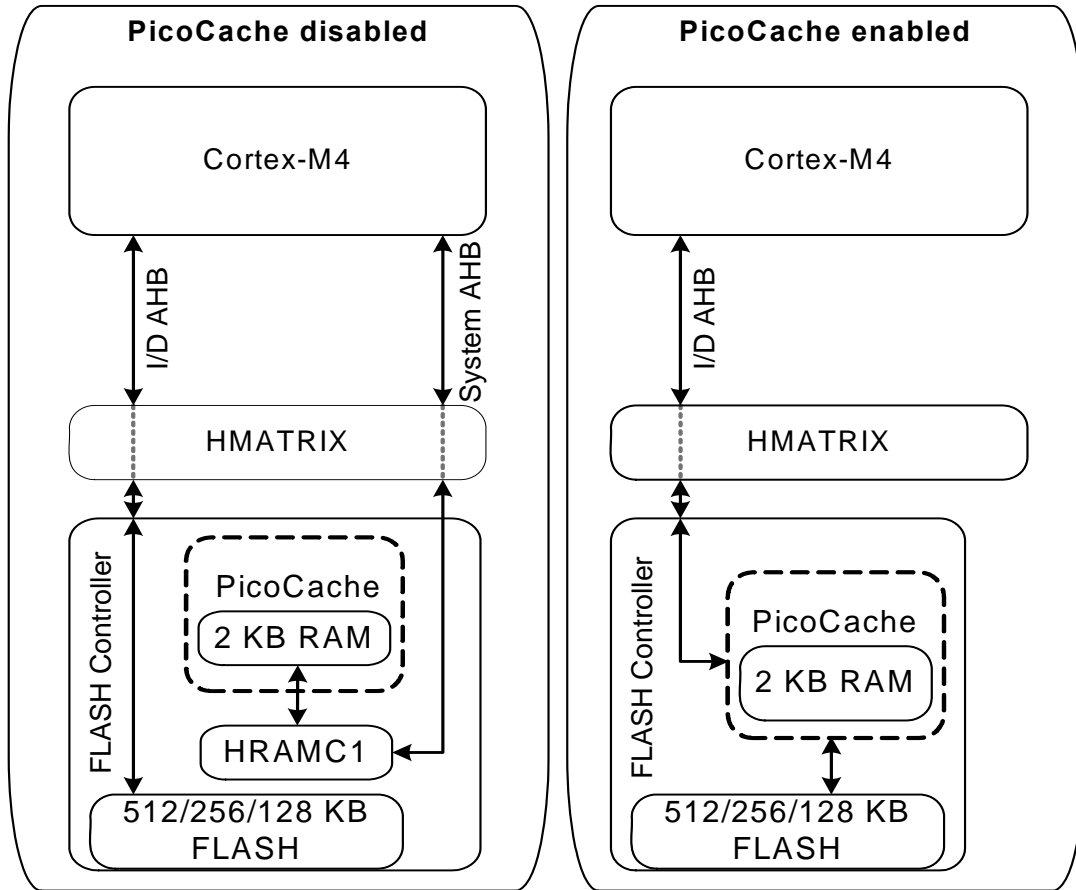 PicoCache disabled
Cortex-M4
I/D AHB
System AHB
HMATRIX
FLASH Controller
PicoCache
2 KB RAM
HRAMC1
512/256/128 KB
FLASH
PicoCache enabled
Cortex-M4
I/D AHB
HMATRIX
FLASH Controller
PicoCache
2 KB RAM
512/256/128 KB
FLASH